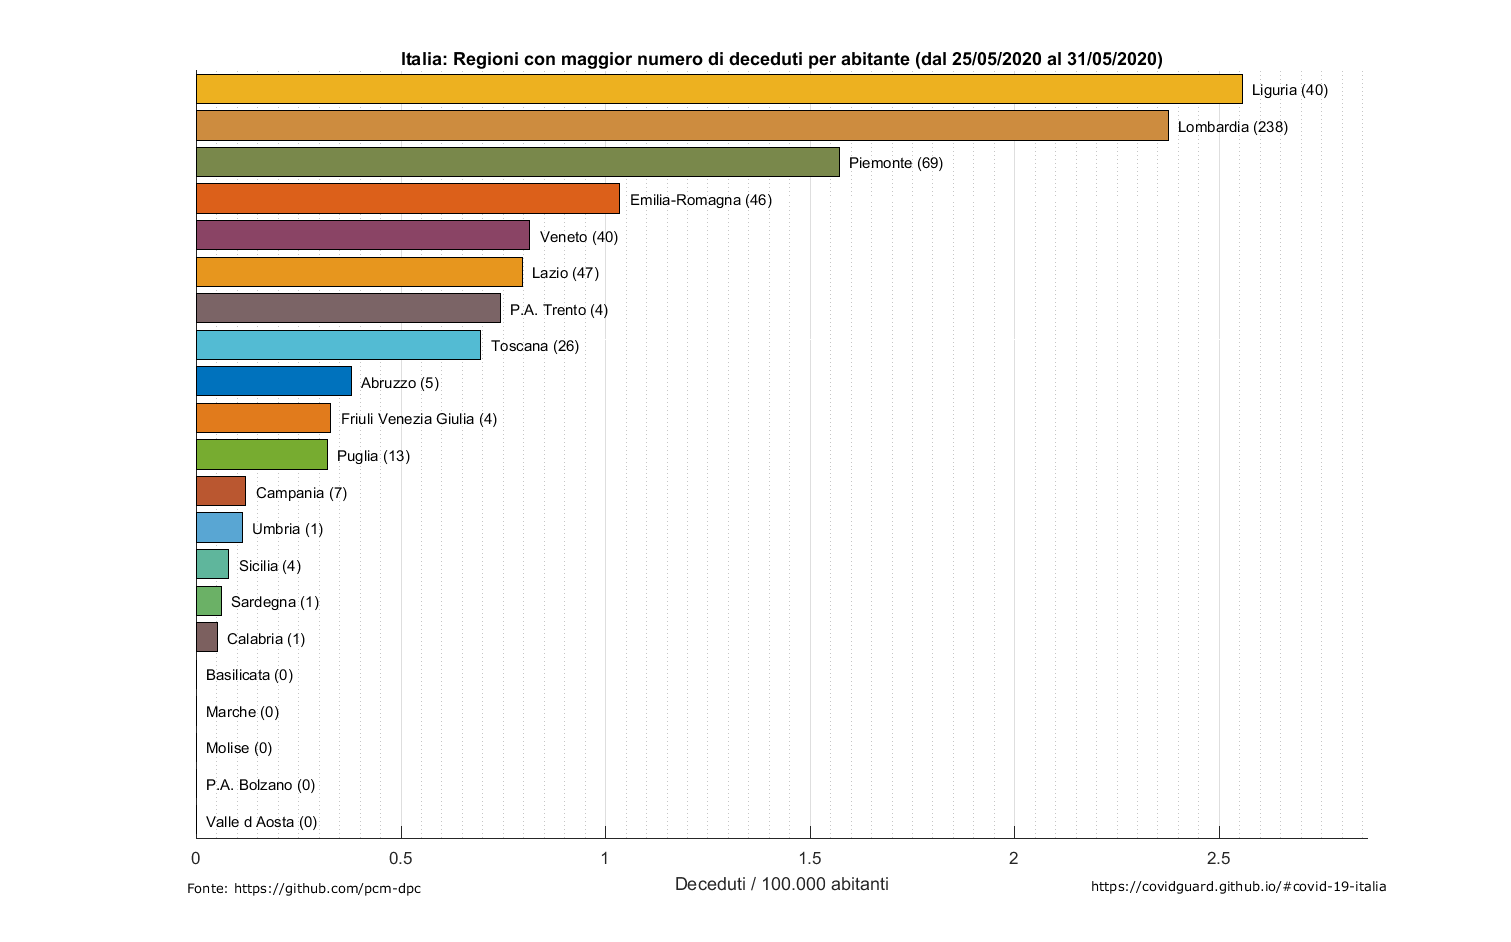 Italia: Regioni con maggior numero di deceduti per abitante (dal 25/05/2020 al 31/05/2020)
Liguria (40)
Lombardia (238)
Piemonte (69)
Emilia-Romagna (46)
Veneto (40)
Lazio (47)
P.A. Trento (4)
Toscana (26)
Abruzzo (5)
Friuli Venezia Giulia (4)
Puglia (13)
Campania (7)
Umbria (1)
Sicilia (4)
Sardegna (1)
Calabria (1)
Basilicata (0)
Marche (0)
Molise (0)
P.A. Bolzano (0)
Valle d Aosta (0)
0 0.5 1 1.5 2 2.5
Deceduti / 100.000 abitanti
Fonte: https://github.com/pcm-dpc
https://covidguard.github.io/#covid-19-italia